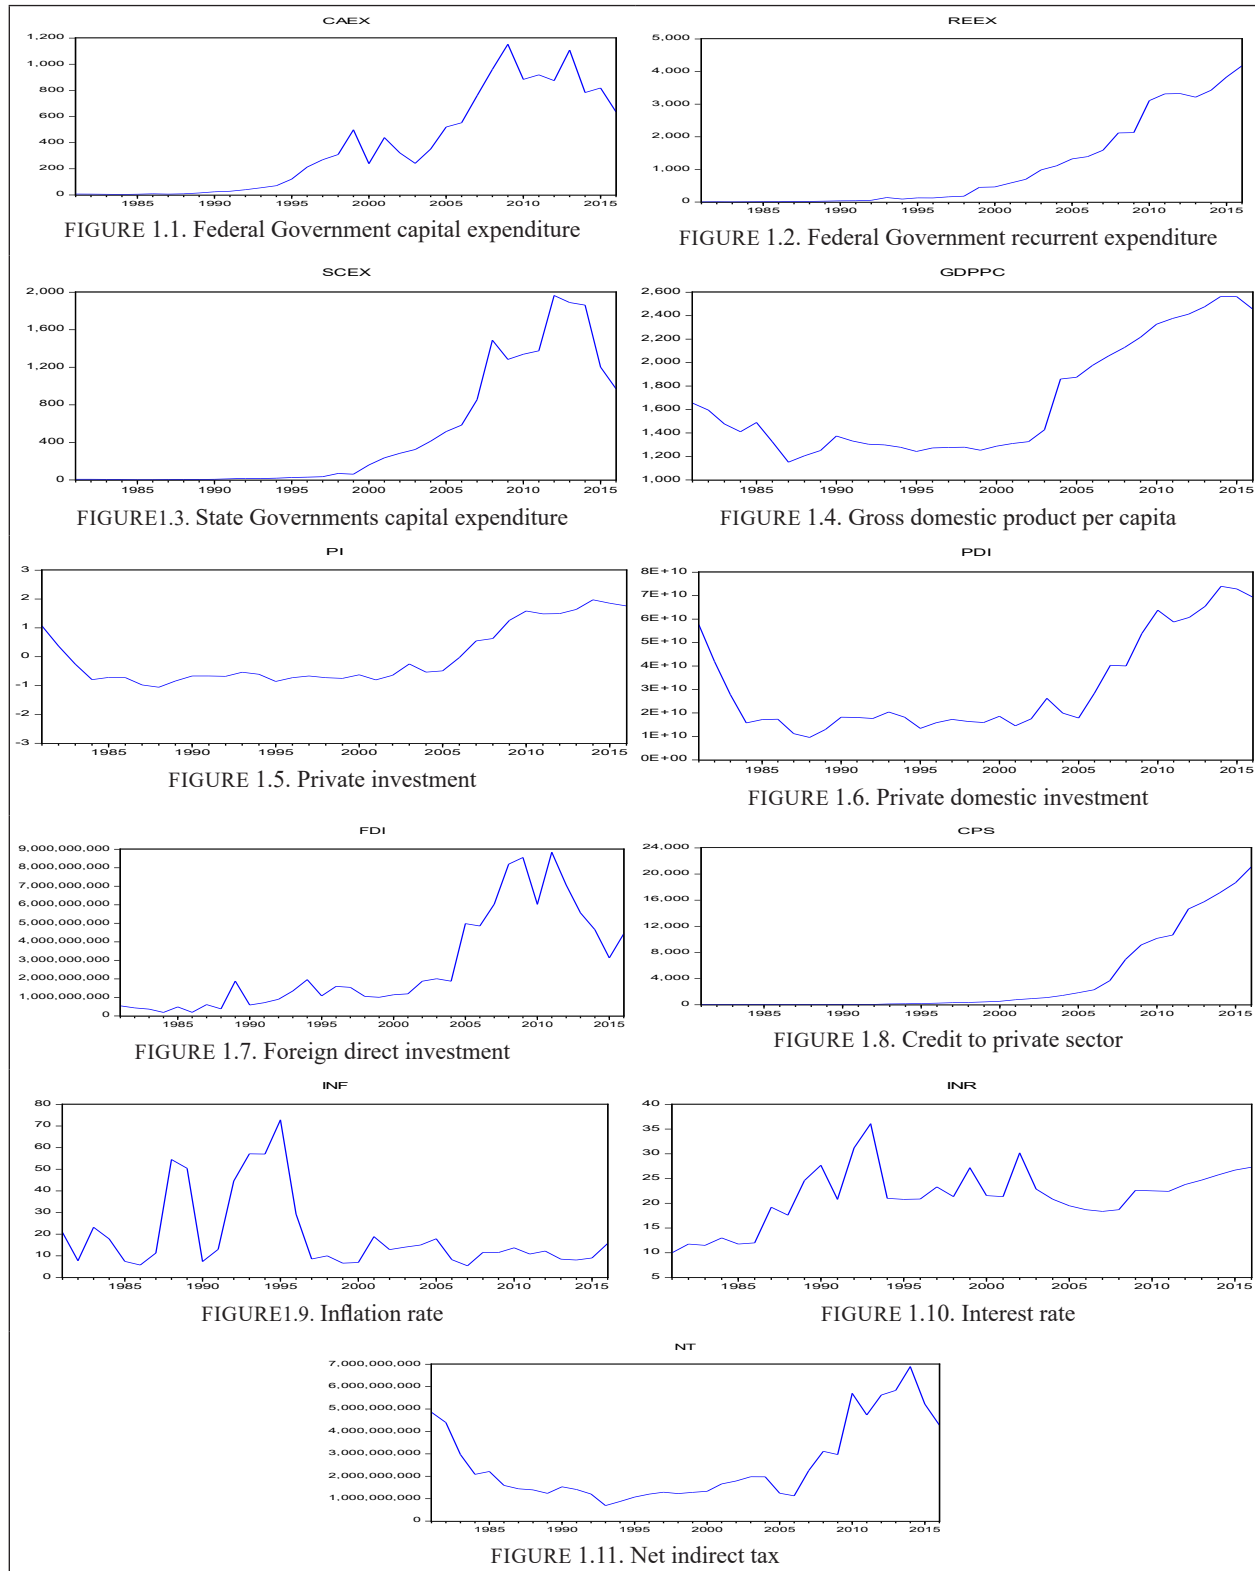 CAEX
1,200
1,000
800
600
400
200
0
1985 1990 1995 2000 2005 2010 2015
FIGURE 1.1. Federal Government capital expenditure
REEX
5,000
4,000
3,000
2,000
1,000
0
1985 1990 1995 2000 2005 2010 2015
FIGURE 1.2. Federal Government recurrent expenditure
SCEX
2,000
1,600
1,200
800
400
0
1985 1990 1995 2000 2005 2010 2015
FIGURE1.3. State Governments capital expenditure
GDPPC
2,600
2,400
2,200
2,000
1,800
1,600
1,400
1,200
1,000
1985 1990 1995 2000 2005 2010 2015
FIGURE 1.4. Gross domestic product per capita
PI
3
2
1
0
-1
-2
-3
1985 1990 1995 2000 2005 2010 2015
FIGURE 1.5. Private investment
PDI
8E+10
7E+10
6E+10
5E+10
4E+10
3E+10
2E+10
1E+10
0E+00
1985 1990 1995 2000 2005 2010 2015
FIGURE 1.6. Private domestic investment
FDI
9,000,000,000
8,000,000,000
7,000,000,000
6,000,000,000
5,000,000,000
4,000,000,000
3,000,000,000
2,000,000,000
1,000,000,000
0
1985 1990 1995 2000 2005 2010 2015
FIGURE 1.7. Foreign direct investment
CPS
24,000
20,000
16,000
12,000
8,000
4,000
0
1985 1990 1995 2000 2005 2010 2015
FIGURE 1.8. Credit to private sector
INF
80
70
60
50
40
30
20
10
0
1985 1990 1995 2000 2005 2010 2015
FIGURE1.9. Inflation rate
INR
40
35
30
25
20
15
10
5
1985 1990 1995 2000 2005 2010 2015
FIGURE 1.10. Interest rate
NT
7,000,000,000
6,000,000,000
5,000,000,000
4,000,000,000
3,000,000,000
2,000,000,000
1,000,000,000
0
1985 1990 1995 2000 2005 2010 2015
FIGURE 1.11. Net indirect tax